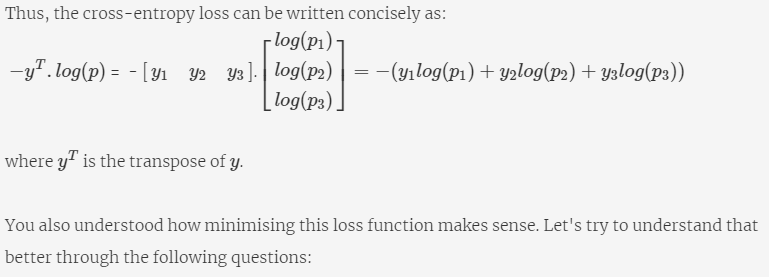 Thus, the cross-entropy loss can be written concisely as:
−y^T. log(p) = - [ y₁ y₂ y₃ ]. [ log(p₁) log(p₂) log(p₃) ] = −(y₁log(p₁) + y₂log(p₂) + y₃log(p₃))
where y^T is the transpose of y.
You also understood how minimising this loss function makes sense. Let's try to understand that
better through the following questions: